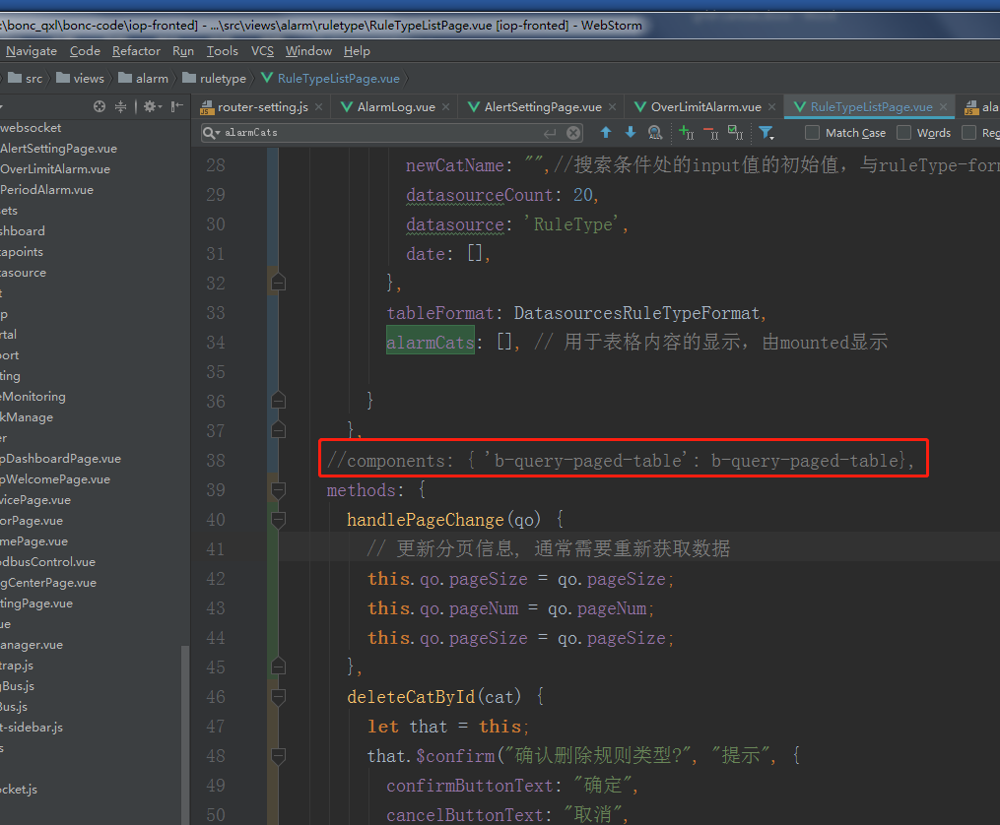 :\bonc_qxl\bonc-code\iop-fronted] - ...\src\views\alarm\ruletype\RuleTypeListPage.vue [iop-fronted] - WebStorm
Navigate Code Refactor Run Tools VCS Window Help
src views alarm ruletype RuleTypeListPage.vue
router-setting.js AlarmLog.vue AlertSettingPage.vue OverLimitAlarm.vue RuleTypeListPage.vue ala
alarmCats Match Case Words Reg
websocket
AlertSettingPage.vue
OverLimitAlarm.vue
PeriodAlarm.vue
sets
shboard
tapoints
tasource
t
p
rtal
port
ting
eMonitoring
kManage
er
pDashboardPage.vue
pWelcomePage.vue
vicePage.vue
orPage.vue
mePage.vue
odbusControl.vue
gCenterPage.vue
tingPage.vue
ue
anager.vue
trap.js
gBus.js
Bus.js
t-sidebar.js
s
ocket.js
28 newCatName: "",//搜索条件处的input值的初始值，与ruleType-form
29 datasourceCount: 20,
30 datasource: 'RuleType',
31 date: [],
32 },
33 tableFormat: DatasourcesRuleTypeFormat,
34 alarmCats: [], // 用于表格内容的显示，由mounted显示
35
36 }
37 },
38 //components: { 'b-query-paged-table': b-query-paged-table},
39 methods: {
40 handlePageChange(qo) {
41 // 更新分页信息, 通常需要重新获取数据
42 this.qo.pageSize = qo.pageSize;
43 this.qo.pageNum = qo.pageNum;
44 this.qo.pageSize = qo.pageSize;
45 },
46 deleteCatById(cat) {
47 let that = this;
48 that.$confirm("确认删除规则类型?", "提示", {
49 confirmButtonText: "确定",
50 cancelButtonText: "取消",